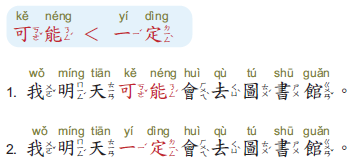 kě néng yí dìng
可能 < 一定
wǒ míng tiān kě néng huì qù tú shū guǎn
1. 我明天可能會去圖書館。
wǒ míng tiān yí dìng huì qù tú shū guǎn
2. 我明天一定會去圖書館。